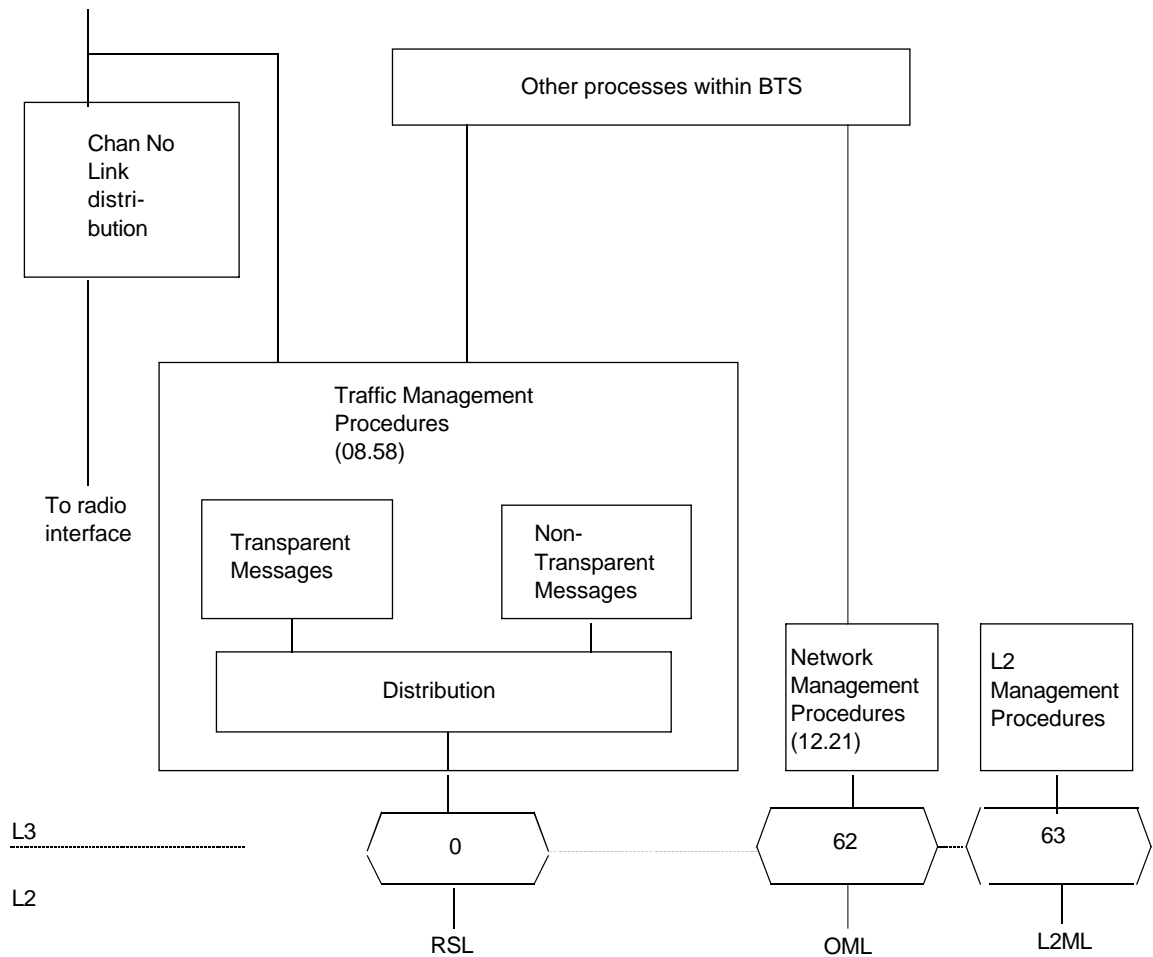 Other processes within BTS
Chan No
Link
distri-
bution
Traffic Management
Procedures
(08.58)
To radio
interface
Transparent
Messages
Non-
Transparent
Messages
Distribution
Network
Management
Procedures
(12.21)
L2
Management
Procedures
L3
0
62
63
L2
RSL
OML
L2ML